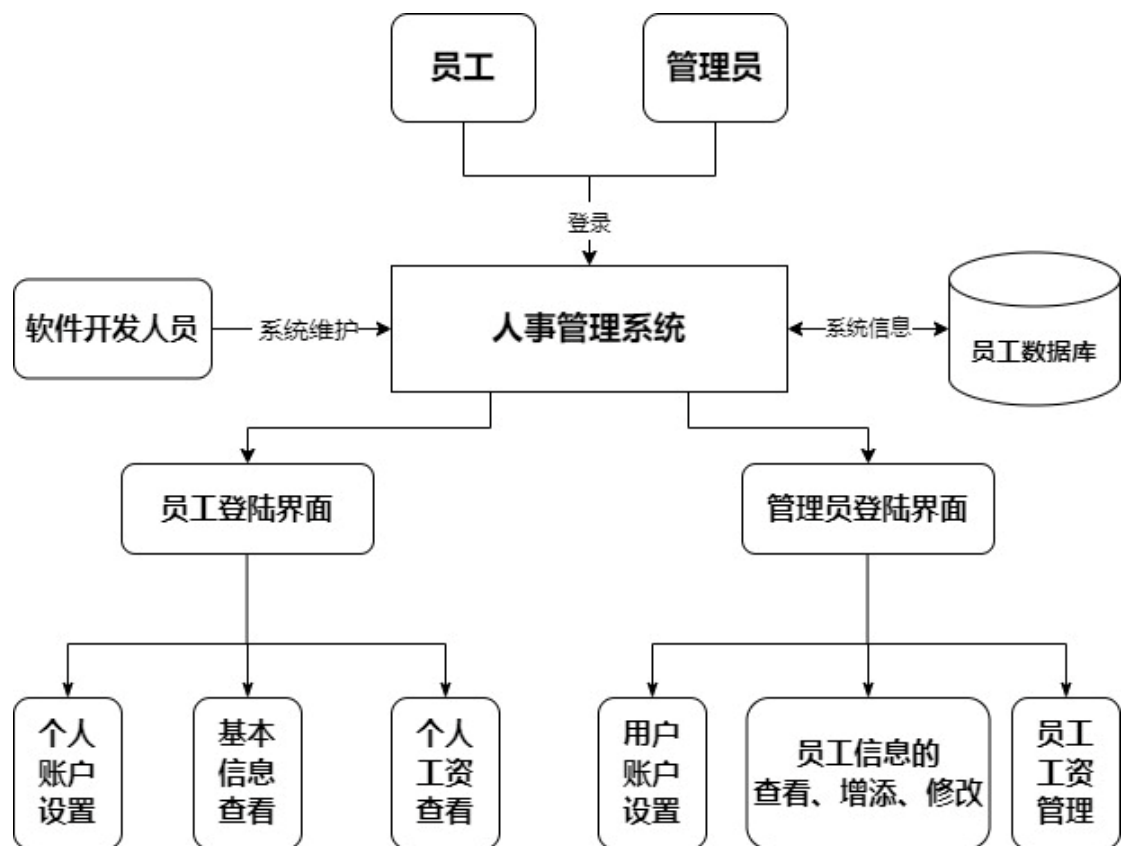 员工
管理员
登录
软件开发人员
系统维护
人事管理系统
系统信息
员工数据库
员工登陆界面
管理员登陆界面
个人
账户
设置
基本
信息
查看
个人
工资
查看
用户
账户
设置
员工信息的
查看、增添、修改
员工
工资
管理